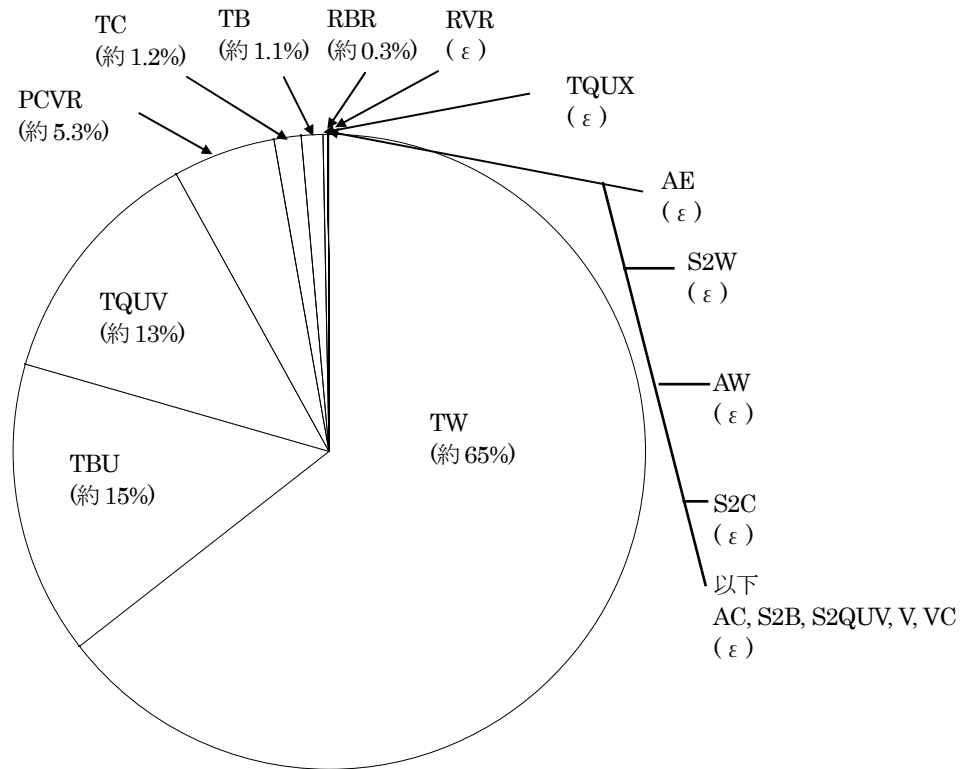 TC
(約 1.2%)
TB
(約 1.1%)
RBR
(約 0.3%)
RVR
( ε )
PCVR
(約 5.3%)
TQUX
( ε )
AE
( ε )
S2W
( ε )
TQUV
(約 13%)
AW
( ε )
TW
(約 65%)
TBU
(約 15%)
S2C
( ε )
以下
AC, S2B, S2QUV, V, VC
( ε )